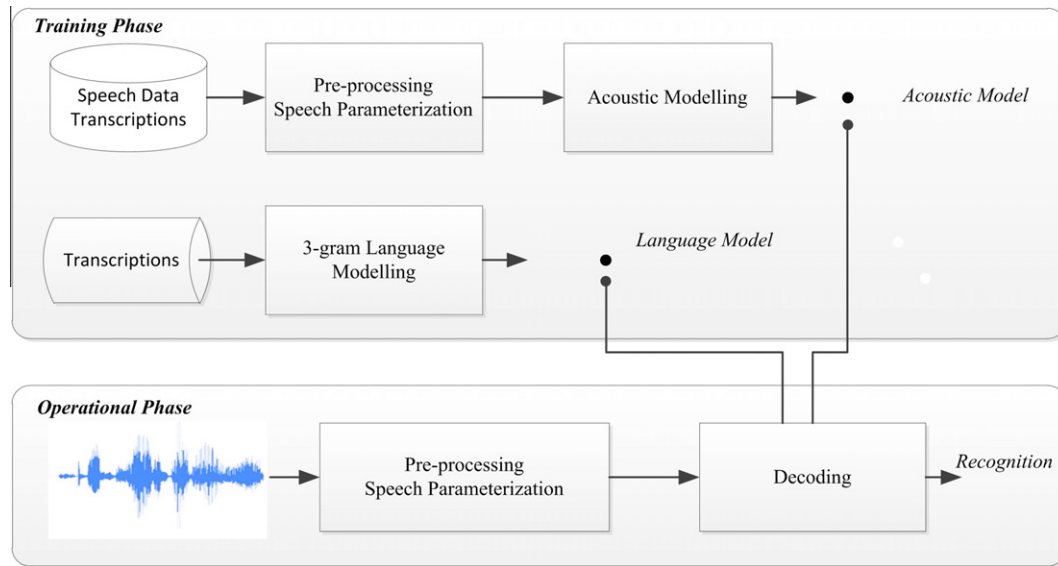 Training Phase
Speech Data
Transcriptions
Pre-processing
Speech Parameterization
Acoustic Modelling
Acoustic Model
Transcriptions
3-gram Language
Modelling
Language Model
Operational Phase
Pre-processing
Speech Parameterization
Decoding
Recognition